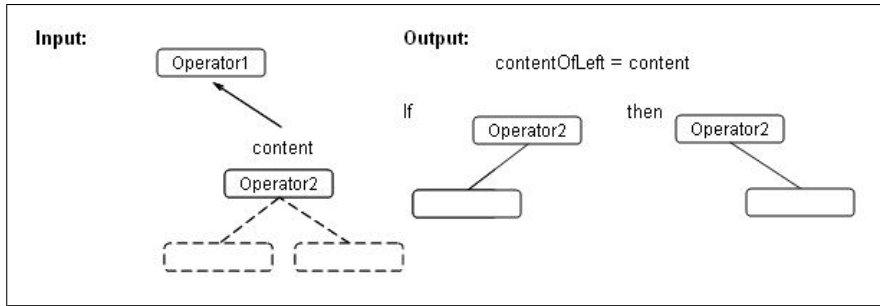 Input:
Operator1
content
Operator2
Output:
contentOfLeft = content
If
Operator2
then
Operator2